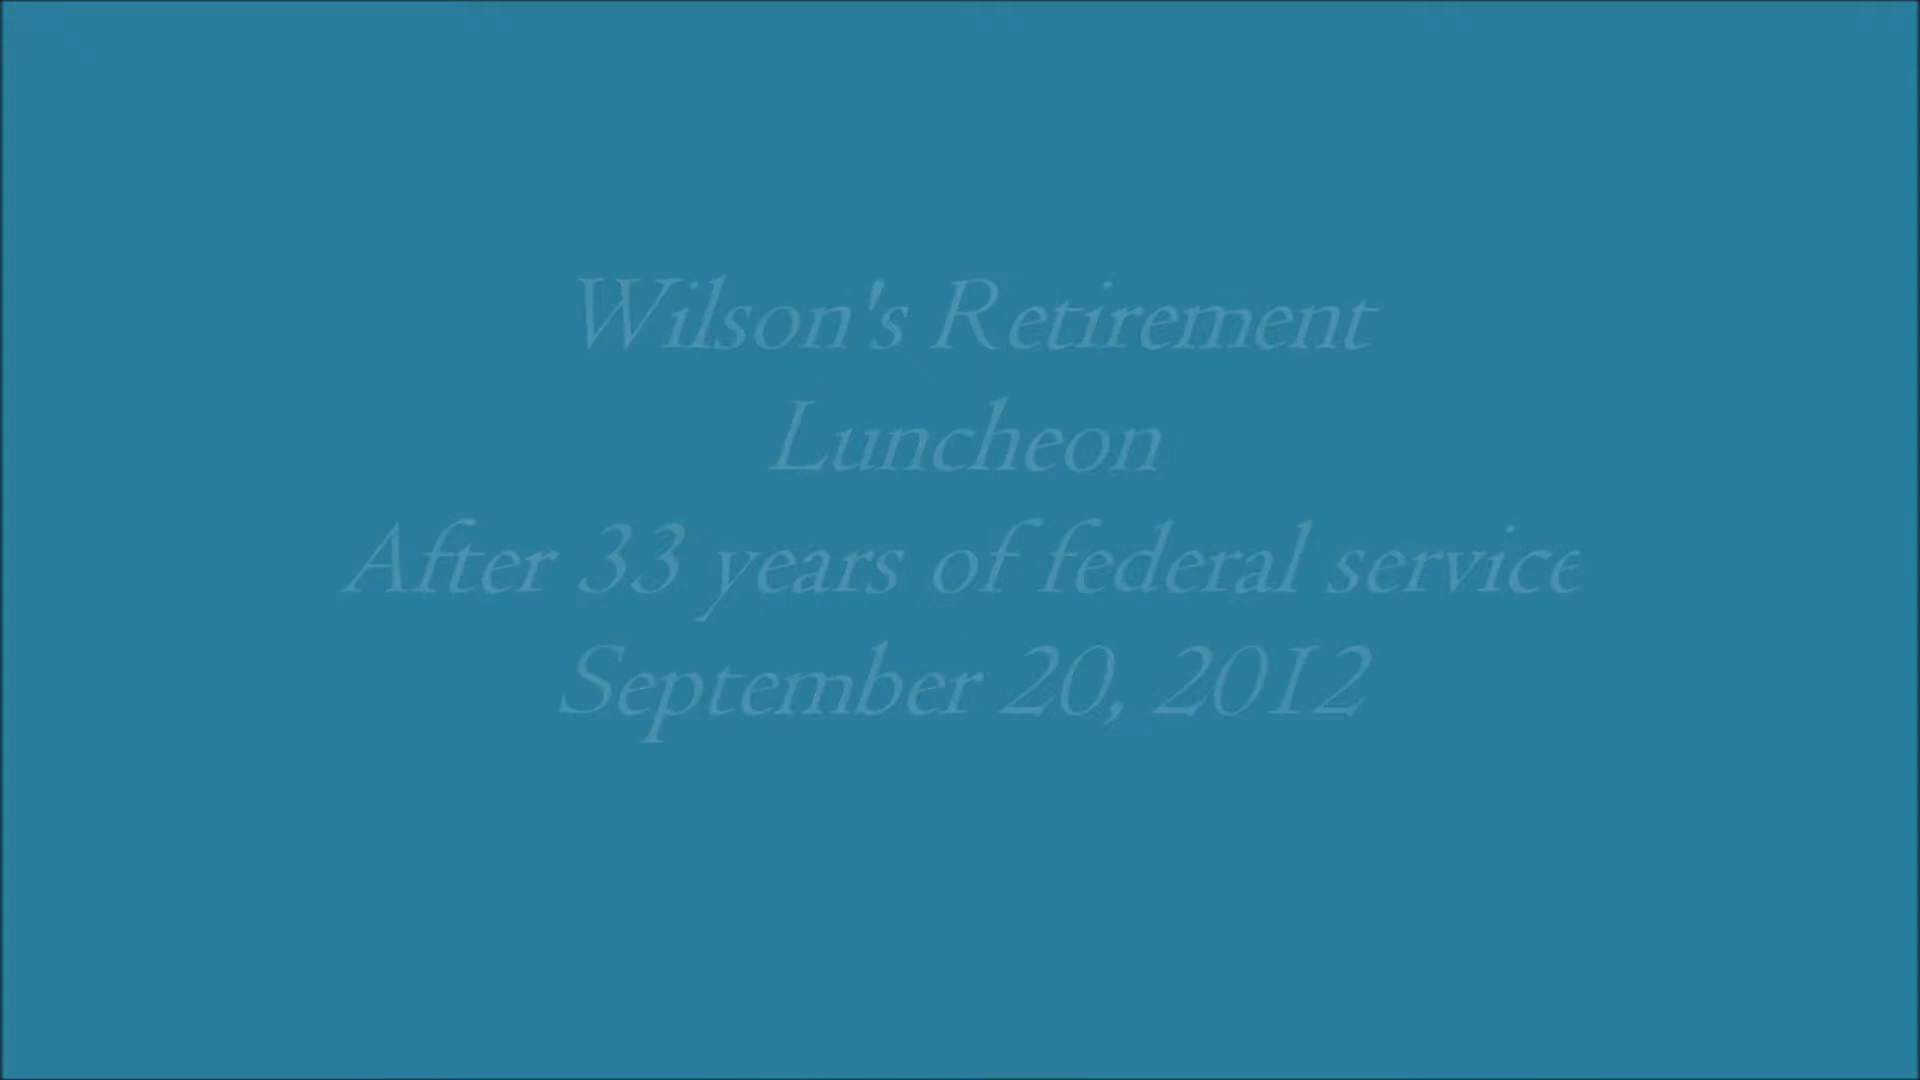 Wilson's Retirement
Luncheon
After 33 years of federal service
September 20, 2012